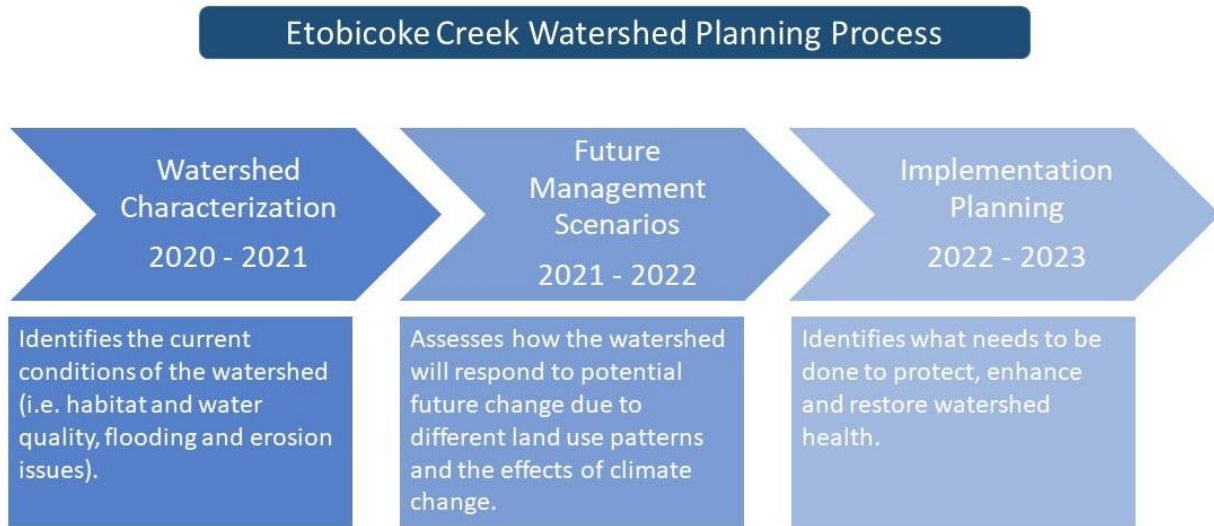 Etobicoke Creek Watershed Planning Process
Watershed
Characterization
2020 - 2021
Future
Management
Scenarios
2021 - 2022
Implementation
Planning
2022 - 2023
Identifies the current
conditions of the watershed
(i.e. habitat and water
quality, flooding and erosion
issues).
Assesses how the watershed
will respond to potential
future change due to
different land use patterns
and the effects of climate
change.
Identifies what needs to be
done to protect, enhance
and restore watershed
health.